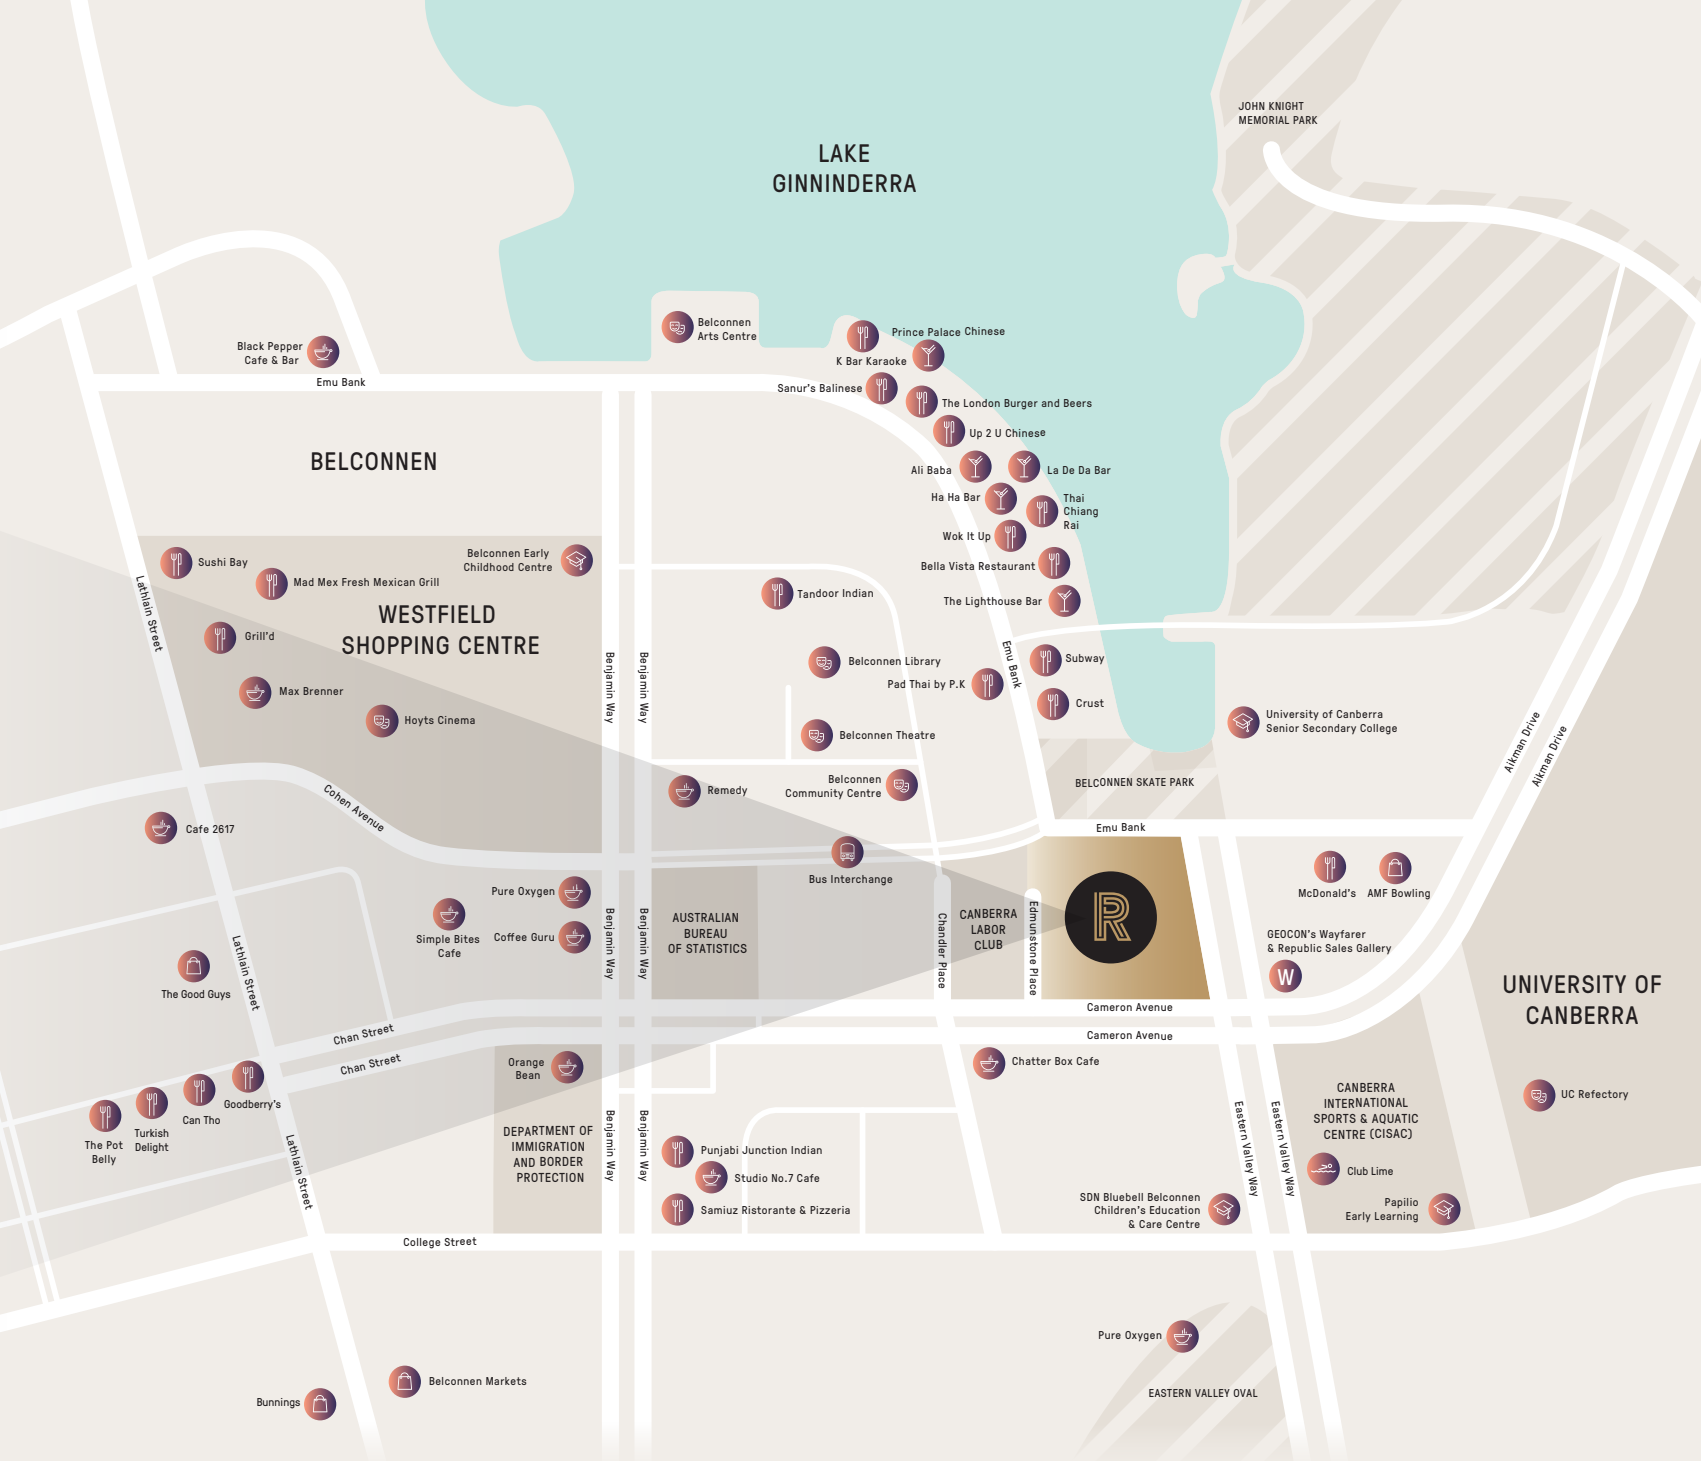 JOHN KNIGHT
MEMORIAL PARK
LAKE
GINNINDERRA
Belconnen
Arts Centre
Prince Palace Chinese
K Bar Karaoke
Black Pepper
Cafe & Bar
Emu Bank
Sanur's Balinese
The London Burger and Beers
Up 2 U Chinese
BELCONNEN
Ali Baba
La De Da Bar
Ha Ha Bar
Thai
Chiang
Rai
Wok It Up
Sushi Bay
Belconnen Early
Childhood Centre
Bella Vista Restaurant
Mad Mex Fresh Mexican Grill
Tandoor Indian
The Lighthouse Bar
WESTFIELD
SHOPPING CENTRE
Lathlain Street
Grill'd
Belconnen Library
Emu Bank
Subway
Pad Thai by P.K
Benjamin Way
Benjamin Way
Max Brenner
Crust
Hoyts Cinema
University of Canberra
Senior Secondary College
Belconnen Theatre
Aikman Drive
Aikman Drive
BELCONNEN SKATE PARK
Belconnen
Community Centre
Remedy
Cohen Avenue
Cafe 2617
Emu Bank
Bus Interchange
McDonald's
AMF Bowling
Pure Oxygen
AUSTRALIAN
BUREAU
OF STATISTICS
CANBERRA
LABOR
CLUB
R
Simple Bites
Cafe
Coffee Guru
Benjamin Way
Benjamin Way
Chandler Place
Edmunstone Place
GEOCON's Wayfarer
& Republic Sales Gallery
W
Lathlain Street
The Good Guys
UNIVERSITY OF
CANBERRA
Cameron Avenue
Chan Street
Cameron Avenue
Chan Street
Orange
Bean
Chatter Box Cafe
CANBERRA
INTERNATIONAL
SPORTS & AQUATIC
CENTRE (CISAC)
UC Refectory
Goodberry's
Can Tho
Turkish
Delight
The Pot
Belly
DEPARTMENT OF
IMMIGRATION
AND BORDER
PROTECTION
Benjamin Way
Benjamin Way
Punjabi Junction Indian
Studio No.7 Cafe
Samiuz Ristorante & Pizzeria
Eastern Valley Way
Eastern Valley Way
Club Lime
Lathlain Street
SDN Bluebell Belconnen
Children's Education
& Care Centre
Papilio
Early Learning
College Street
Pure Oxygen
Belconnen Markets
EASTERN VALLEY OVAL
Bunnings